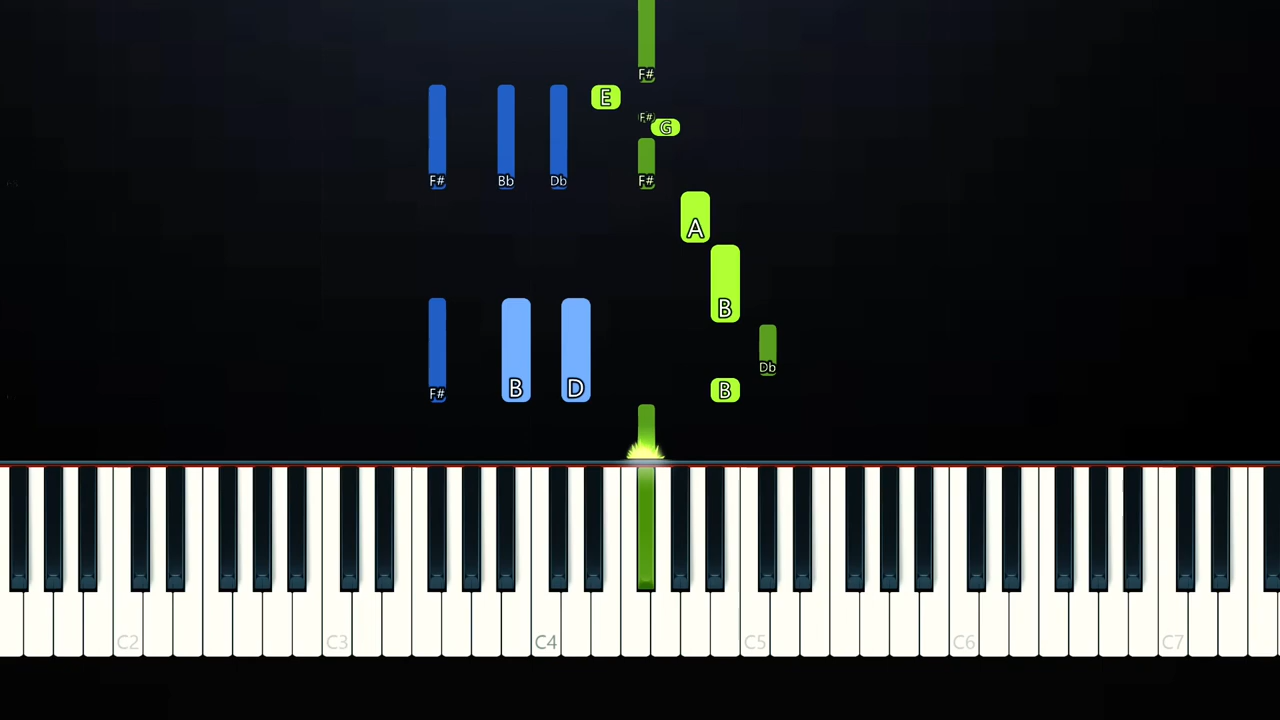 F#
E
F#
G
F# Bb Db F#
A
B
Db
F# B D B
C2 C3 C4 C5 C6 C7